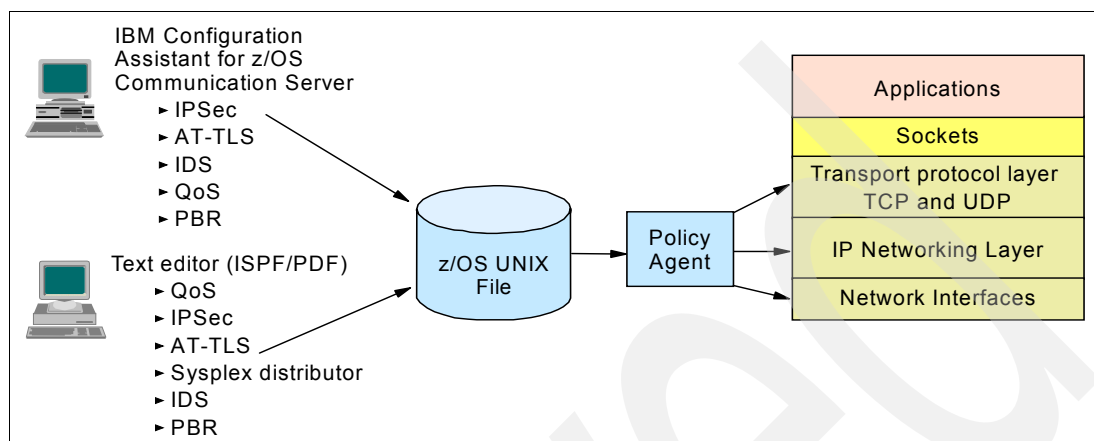 IBM Configuration
Assistant for z/OS
Communication Server
► IPSec
► AT-TLS
► IDS
► QoS
► PBR
Text editor (ISPF/PDF)
► QoS
► IPSec
► AT-TLS
► Sysplex distributor
► IDS
► PBR
z/OS UNIX
File
Policy
Agent
Applications
Sockets
Transport protocol layer
TCP and UDP
IP Networking Layer
Network Interfaces